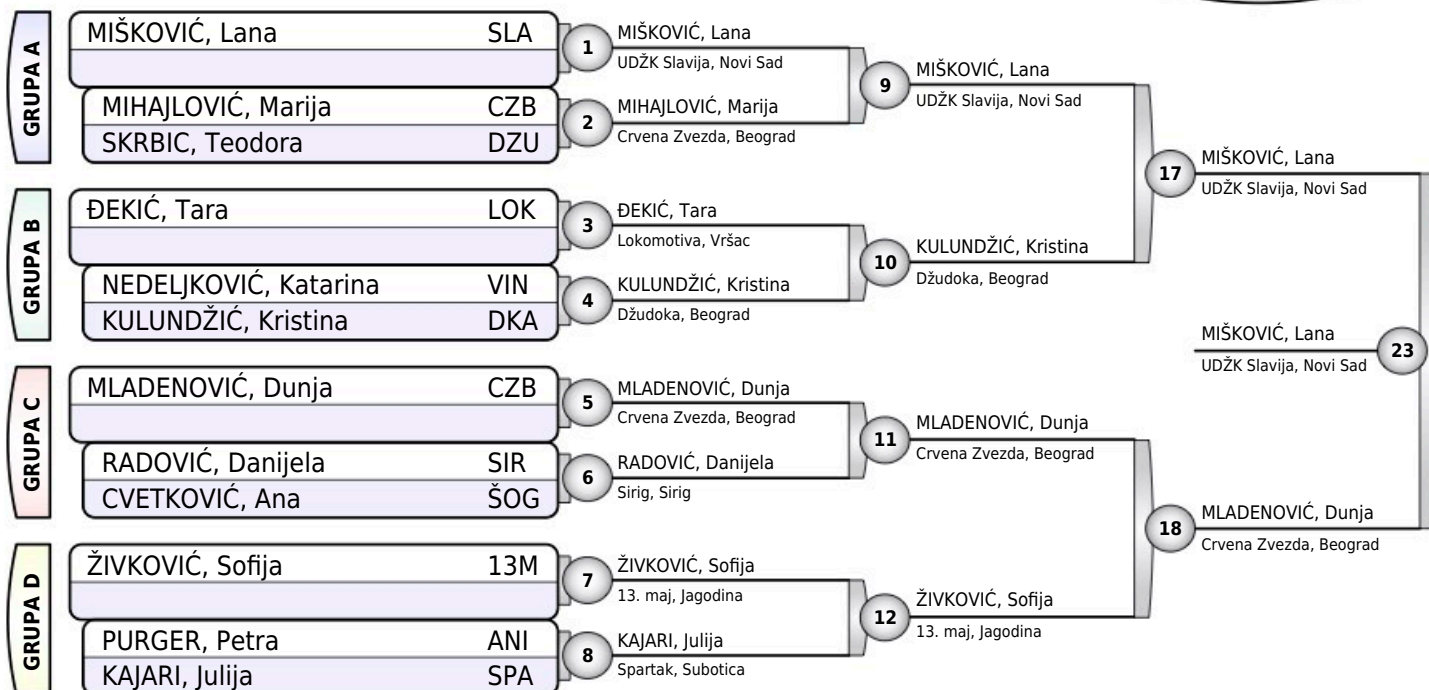 GRUPA A
MIŠKOVIĆ, Lana SLA
MIHAJLOVIĆ, Marija CZB
SKRBIC, Teodora DZU
GRUPA B
ĐEKIĆ, Tara LOK
NEDELJKOVIĆ, Katarina VIN
KULUNDŽIĆ, Kristina DKA
GRUPA C
MLADENOVIĆ, Dunja CZB
RADOVIĆ, Danijela SIR
CVETKOVIĆ, Ana ŠOG
GRUPA D
ŽIVKOVIĆ, Sofija 13M
PURGER, Petra ANI
KAJARI, Julija SPA
1
MIŠKOVIĆ, Lana
UDŽK Slavija, Novi Sad
2
MIHAJLOVIĆ, Marija
Crvena Zvezda, Beograd
3
ĐEKIĆ, Tara
Lokomotiva, Vršac
4
KULUNDŽIĆ, Kristina
Džudoka, Beograd
5
MLADENOVIĆ, Dunja
Crvena Zvezda, Beograd
6
RADOVIĆ, Danijela
Sirig, Sirig
7
ŽIVKOVIĆ, Sofija
13. maj, Jagodina
8
KAJARI, Julija
Spartak, Subotica
9
MIŠKOVIĆ, Lana
UDŽK Slavija, Novi Sad
10
KULUNDŽIĆ, Kristina
Džudoka, Beograd
11
MLADENOVIĆ, Dunja
Crvena Zvezda, Beograd
12
ŽIVKOVIĆ, Sofija
13. maj, Jagodina
17
MIŠKOVIĆ, Lana
UDŽK Slavija, Novi Sad
18
MLADENOVIĆ, Dunja
Crvena Zvezda, Beograd
MIŠKOVIĆ, Lana
UDŽK Slavija, Novi Sad
23